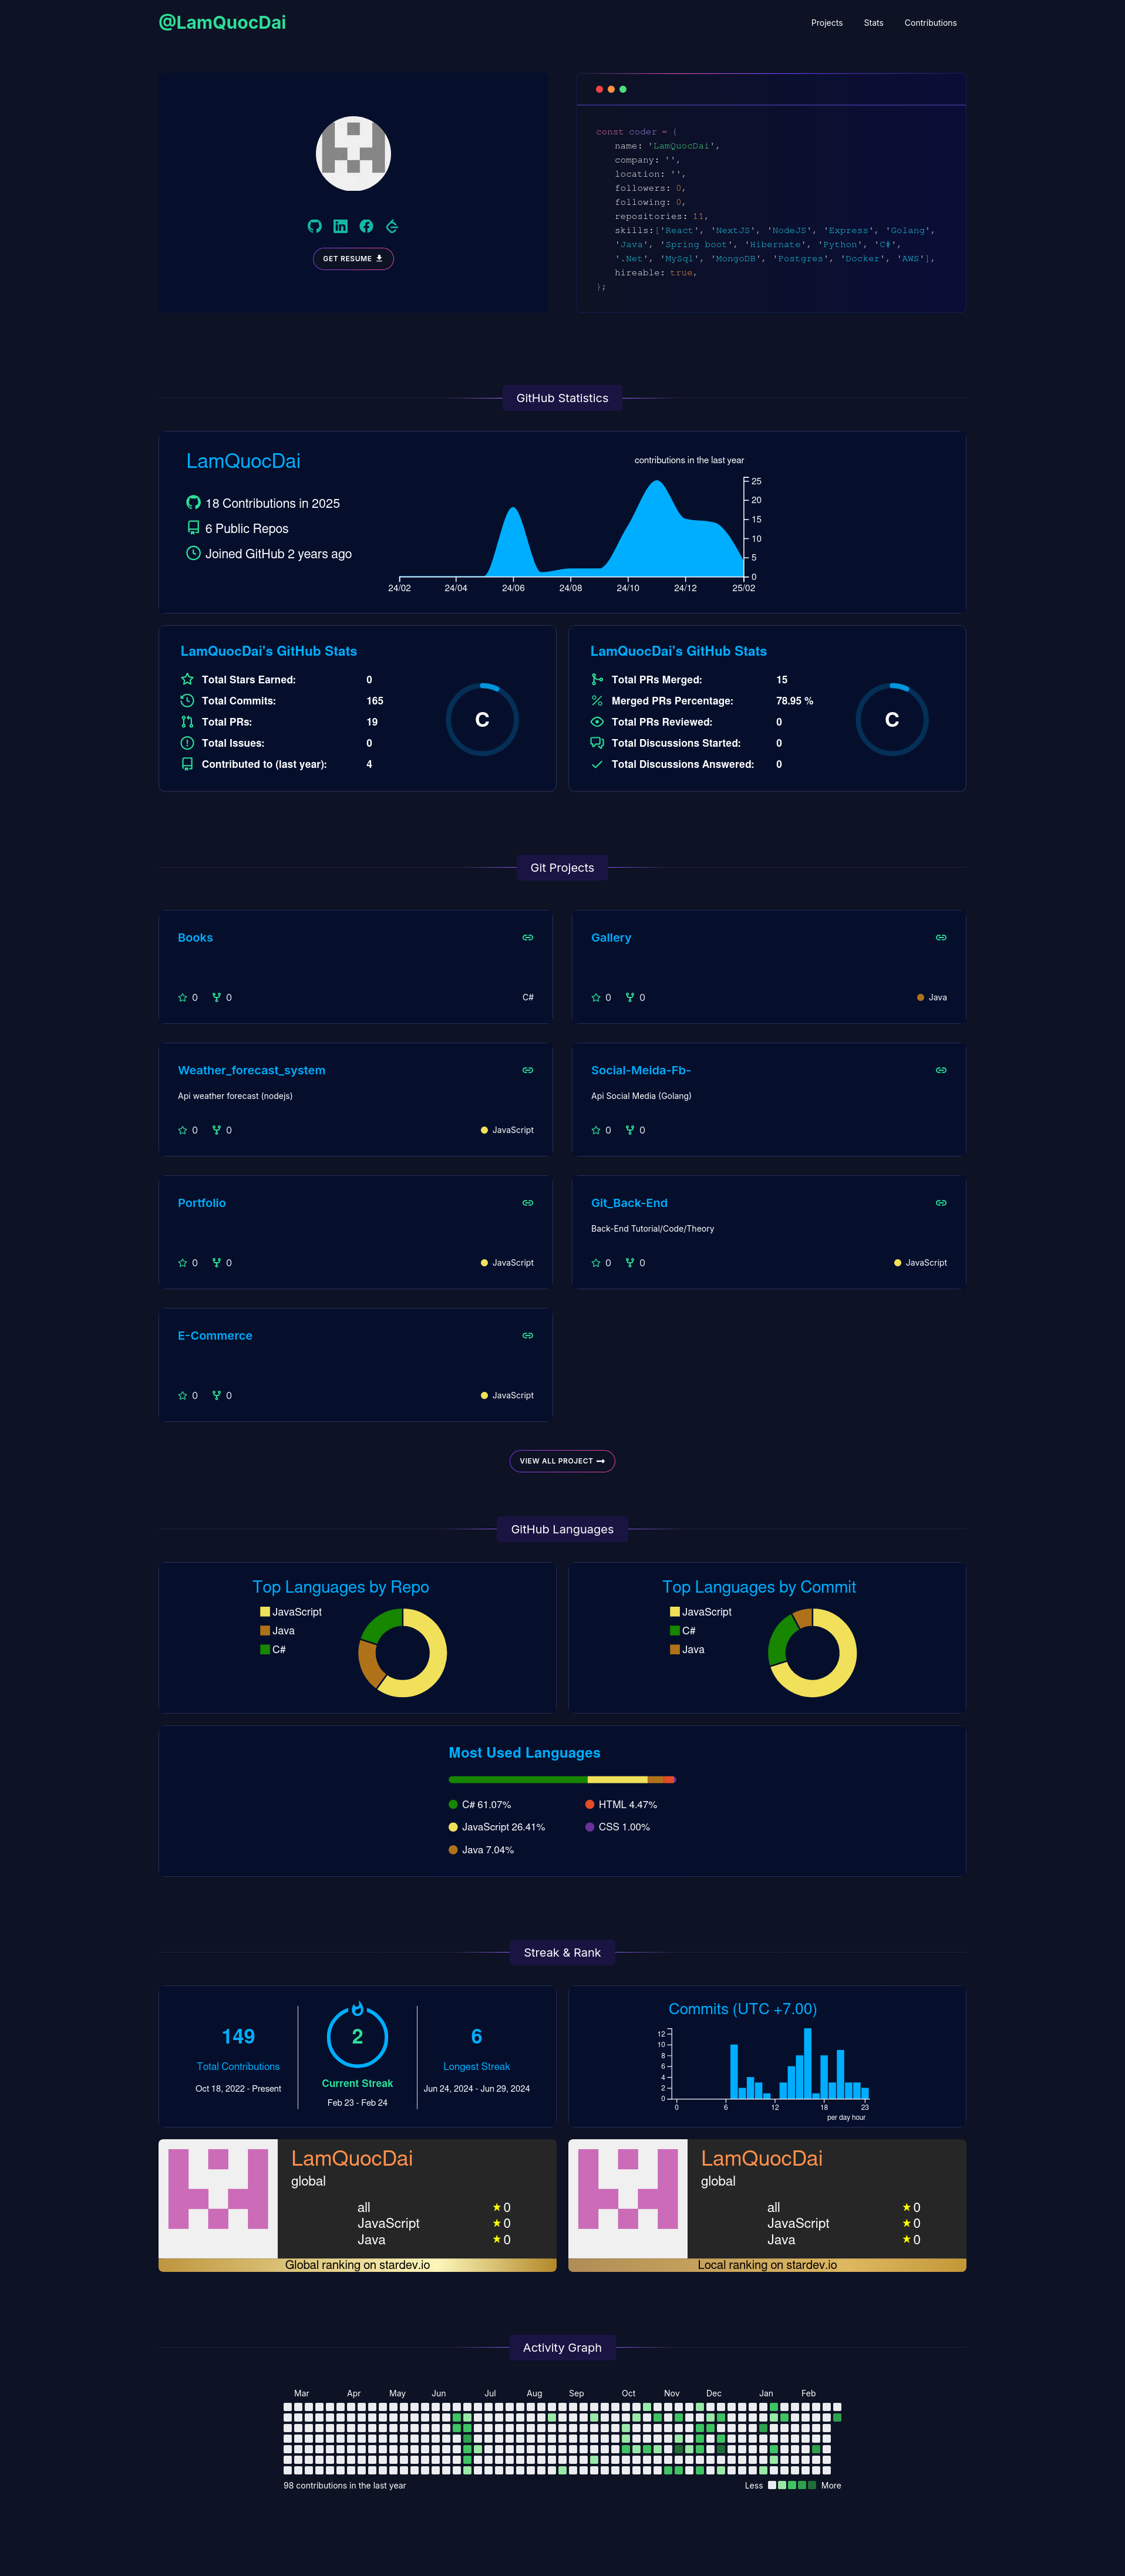 @LamQuocDai
Projects Stats Contributions
const coder = {
name: 'LamQuocDai',
company: '',
location: '',
followers: 0,
following: 0,
repositories: 11,
skills:['React', 'NextJS', 'NodeJS', 'Express', 'Golang',
'Java', 'Spring boot', 'Hibernate', 'Python', 'C#',
'.Net', 'MySql', 'MongoDB', 'Postgres', 'Docker', 'AWS'],
hireable: true,
};
GET RESUME
GitHub Statistics
LamQuocDai
18 Contributions in 2025
6 Public Repos
Joined GitHub 2 years ago
contributions in the last year
25
20
15
10
5
0
24/02 24/04 24/06 24/08 24/10 24/12 25/02
LamQuocDai's GitHub Stats
Total Stars Earned: 0
Total Commits: 165
Total PRs: 19
Total Issues: 0
Contributed to (last year): 4
C
LamQuocDai's GitHub Stats
Total PRs Merged: 15
Merged PRs Percentage: 78.95 %
Total PRs Reviewed: 0
Total Discussions Started: 0
Total Discussions Answered: 0
C
Git Projects
Books
0 0 C#
Gallery
0 0 Java
Weather_forecast_system
Api weather forecast (nodejs)
0 0 JavaScript
Social-Meida-Fb-
Api Social Media (Golang)
0 0
Portfolio
0 0 JavaScript
Git_Back-End
Back-End Tutorial/Code/Theory
0 0 JavaScript
E-Commerce
0 0 JavaScript
VIEW ALL PROJECT
GitHub Languages
Top Languages by Repo
JavaScript
Java
C#
Top Languages by Commit
JavaScript
C#
Java
Most Used Languages
C# 61.07%
JavaScript 26.41%
Java 7.04%
HTML 4.47%
CSS 1.00%
Streak & Rank
149
Total Contributions
Oct 18, 2022 - Present
2
Current Streak
Feb 23 - Feb 24
6
Longest Streak
Jun 24, 2024 - Jun 29, 2024
Commits (UTC +7.00)
12
10
8
6
4
2
0
0 6 12 18 23
per day hour
LamQuocDai
global
all 0
JavaScript 0
Java 0
Global ranking on stardev.io
LamQuocDai
global
all 0
JavaScript 0
Java 0
Local ranking on stardev.io
Activity Graph
Mar Apr May Jun Jul Aug Sep Oct Nov Dec Jan Feb
98 contributions in the last year
Less More